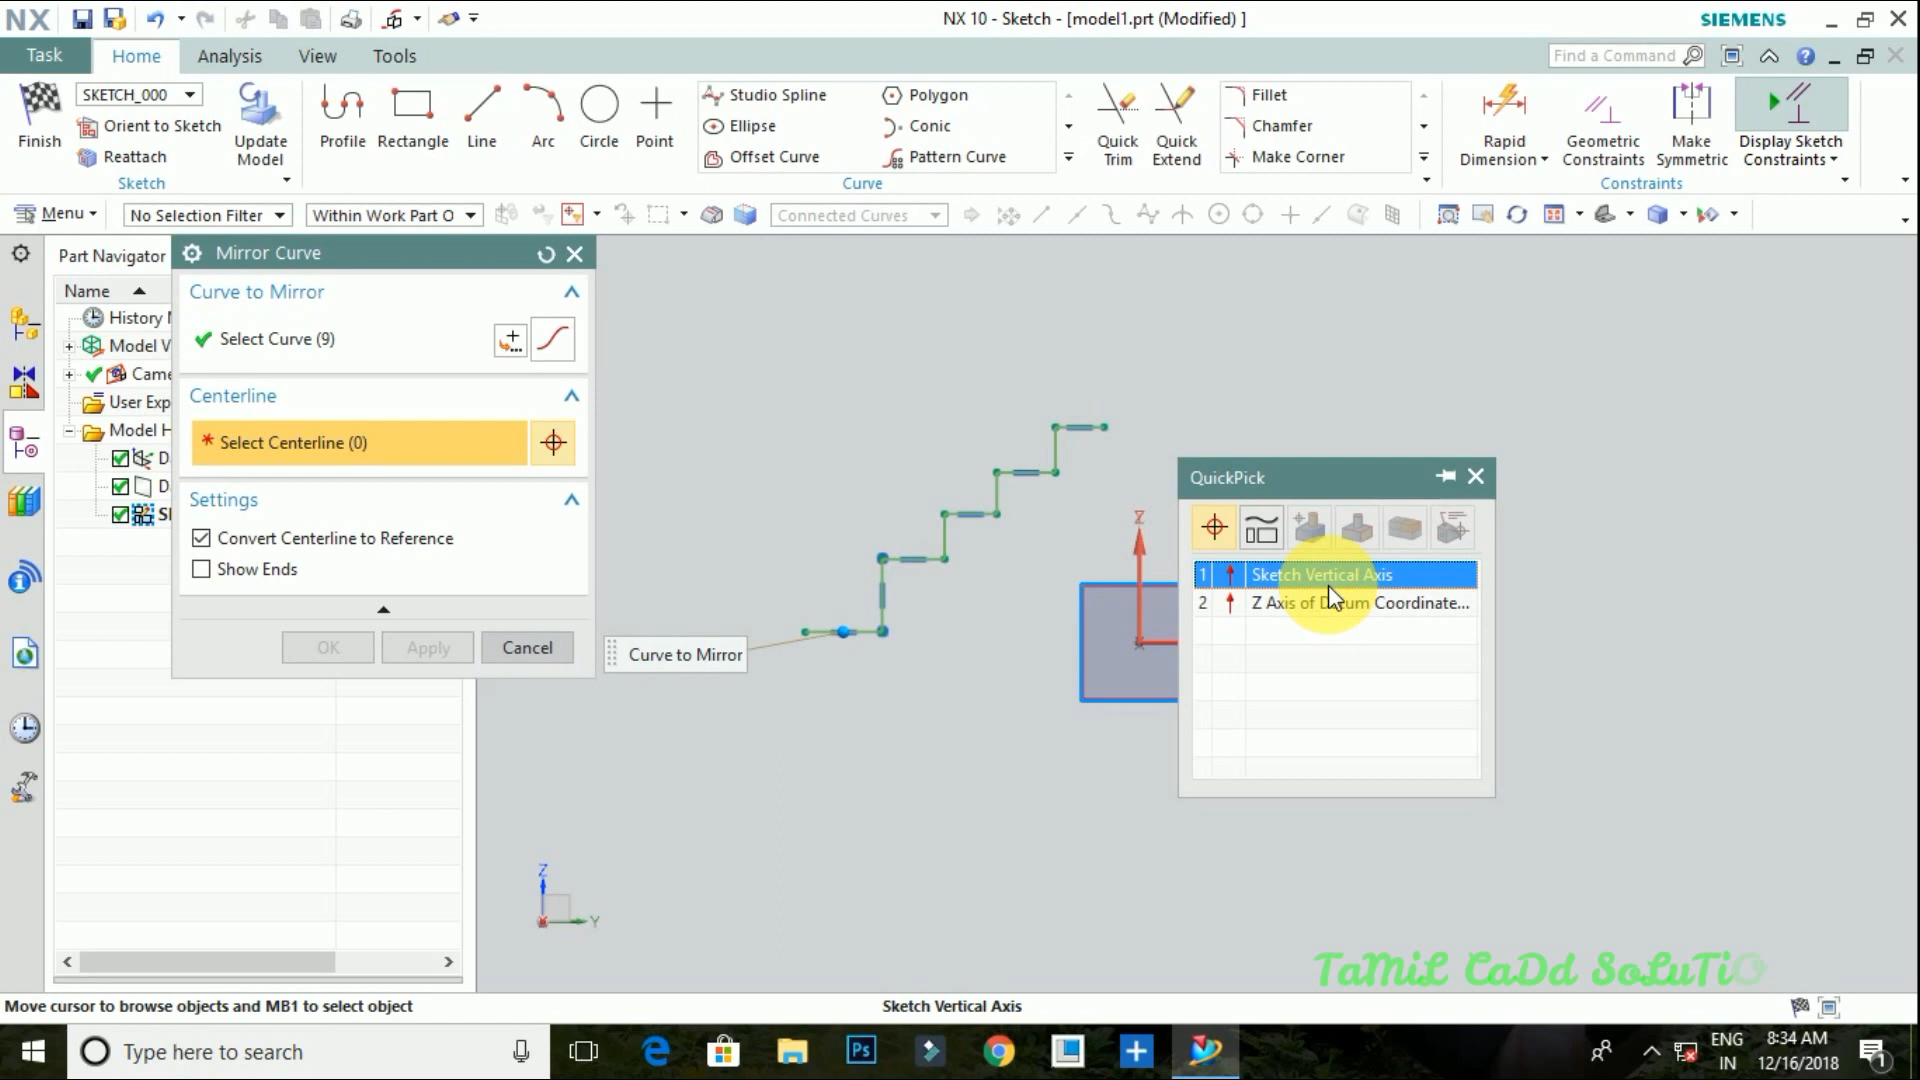 NX
NX 10 - Sketch - [model1.prt (Modified) ]
SIEMENS
Task
Home
Analysis
View
Tools
Find a Command
Finish
SKETCH_000
Orient to Sketch
Reattach
Update
Model
Sketch
Profile
Rectangle
Line
Arc
Circle
Point
Studio Spline
Polygon
Ellipse
Conic
Offset Curve
Pattern Curve
Curve
Quick
Trim
Quick
Extend
Fillet
Chamfer
Make Corner
Rapid
Dimension
Geometric
Constraints
Make
Symmetric
Display Sketch
Constraints
Constraints
Menu
No Selection Filter
Within Work Part O
Connected Curves
Part Navigator
Name
History
Model V
Came
User Exp
Model H
D
D
Sl
Mirror Curve
Curve to Mirror
Select Curve (9)
Centerline
* Select Centerline (0)
Settings
Convert Centerline to Reference
Show Ends
OK
Apply
Cancel
Curve to Mirror
Z
QuickPick
1 Sketch Vertical Axis
2 Z Axis of Datum Coordinate...
Z
Y
TaMiL CaDd SoLuTiO
Move cursor to browse objects and MB1 to select object
Sketch Vertical Axis
Type here to search
Ps
ENG
IN
8:34 AM
12/16/2018
1